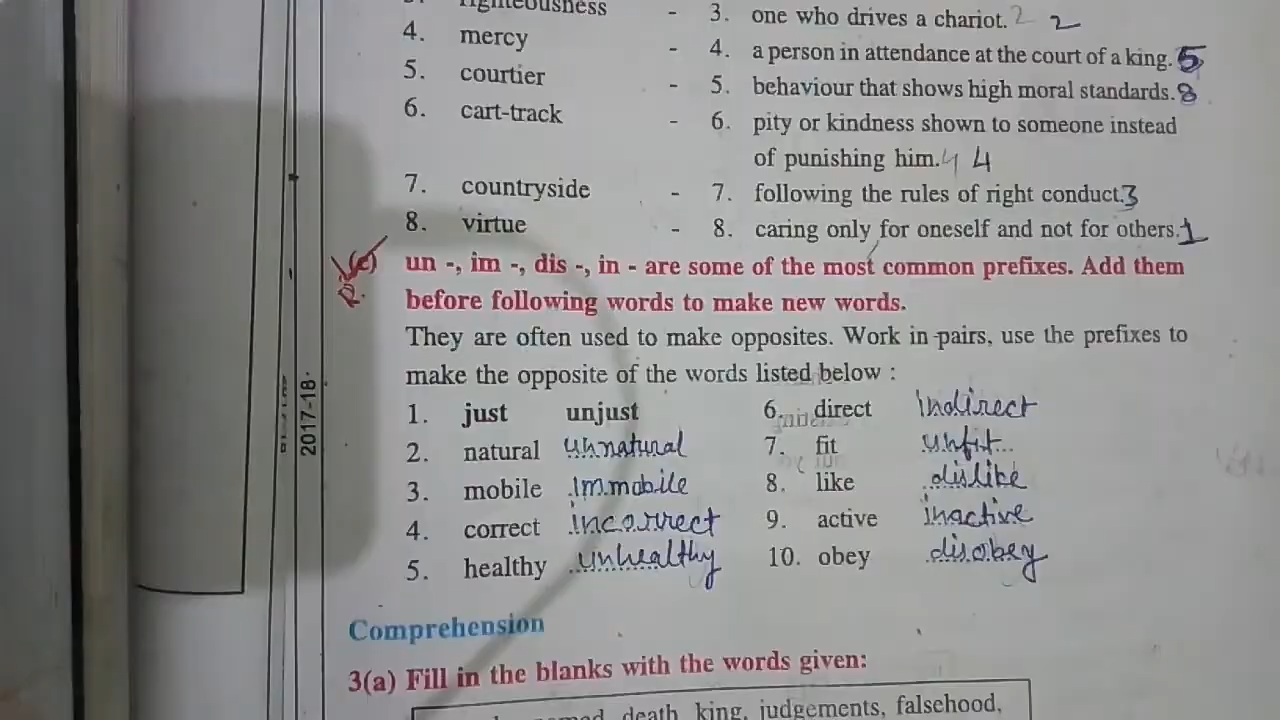 righteousness - 3. one who drives a chariot. 2 2
4. mercy - 4. a person in attendance at the court of a king. 5
5. courtier - 5. behaviour that shows high moral standards. 8
6. cart-track - 6. pity or kindness shown to someone instead
of punishing him. 4 4
7. countryside - 7. following the rules of right conduct. 3
8. virtue - 8. caring only for oneself and not for others. 1
(c) un -, im -, dis -, in - are some of the most common prefixes. Add them
before following words to make new words.
They are often used to make opposites. Work in pairs, use the prefixes to
make the opposite of the words listed below :
1. just unjust 6. direct indirect
2. natural unnatural 7. fit unfit
3. mobile Immobile 8. like dislike
4. correct incorrect 9. active inactive
5. healthy unhealthy 10. obey disobey
2017-18
Comprehension
3(a) Fill in the blanks with the words given:
death, king, judgements, falsehood,